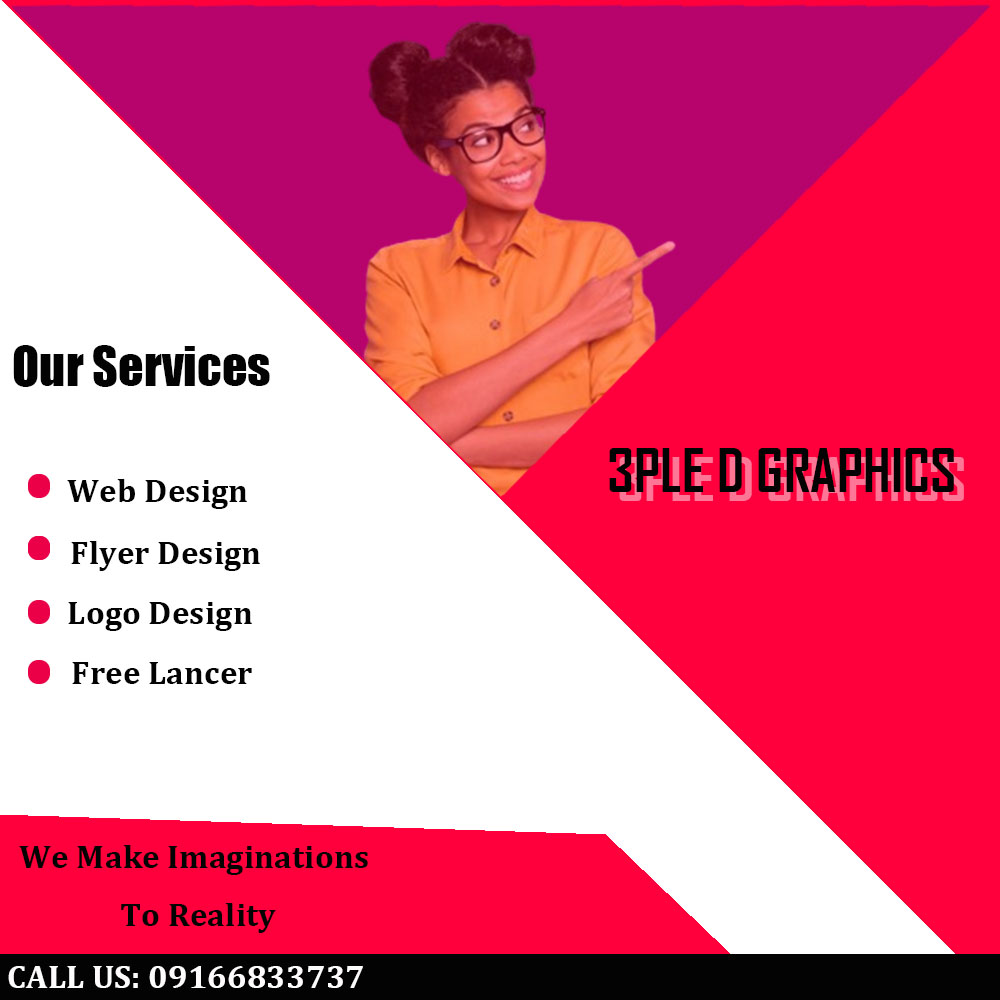 Our Services
Web Design
Flyer Design
Logo Design
Free Lancer
3PLE D GRAPHICS
We Make Imaginations
To Reality
CALL US: 09166833737